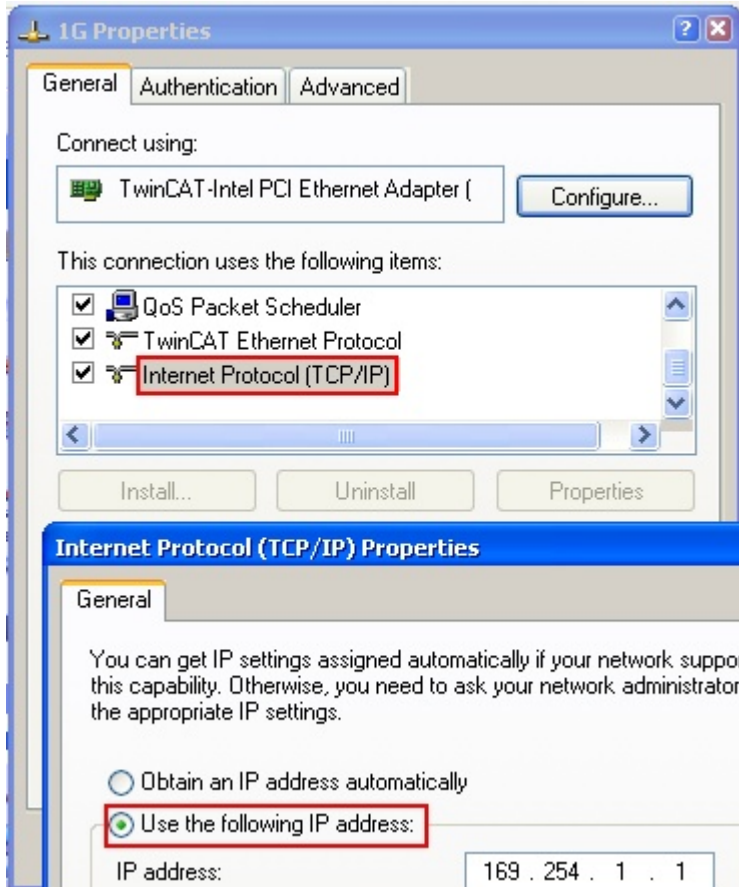 1G Properties
General Authentication Advanced
Connect using:
TwinCAT-Intel PCI Ethernet Adapter (
Configure...
This connection uses the following items:
QoS Packet Scheduler
TwinCAT Ethernet Protocol
Internet Protocol (TCP/IP)
Install... Uninstall Properties
Internet Protocol (TCP/IP) Properties
General
You can get IP settings assigned automatically if your network suppo
this capability. Otherwise, you need to ask your network administrator
the appropriate IP settings.
Obtain an IP address automatically
Use the following IP address:
IP address: 169 . 254 . 1 . 1